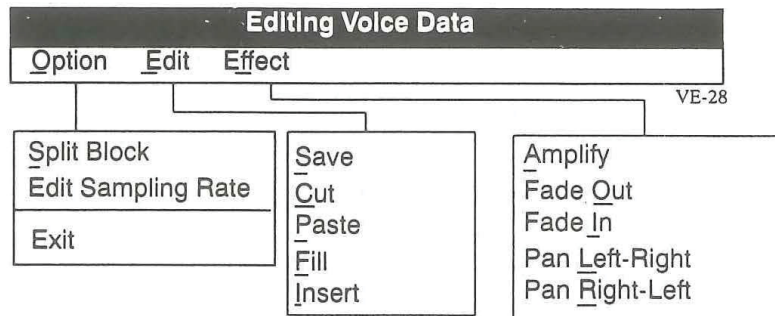 Editing Voice Data
Option Edit Effect
VE-28
Split Block
Edit Sampling Rate
Exit
Save
Cut
Paste
Fill
Insert
Amplify
Fade Out
Fade In
Pan Left-Right
Pan Right-Left